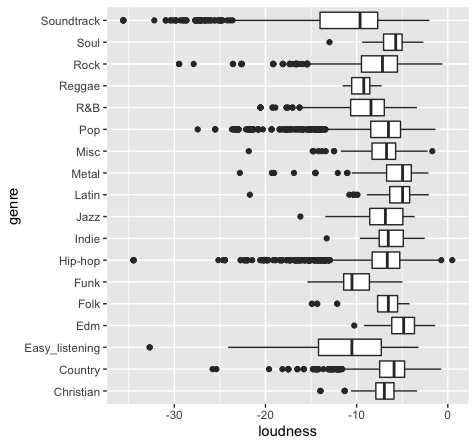 genre
Soundtrack
Soul
Rock
Reggae
R&B
Pop
Misc
Metal
Latin
Jazz
Indie
Hip-hop
Funk
Folk
Edm
Easy_listening
Country
Christian
-30 -20 -10 0
loudness